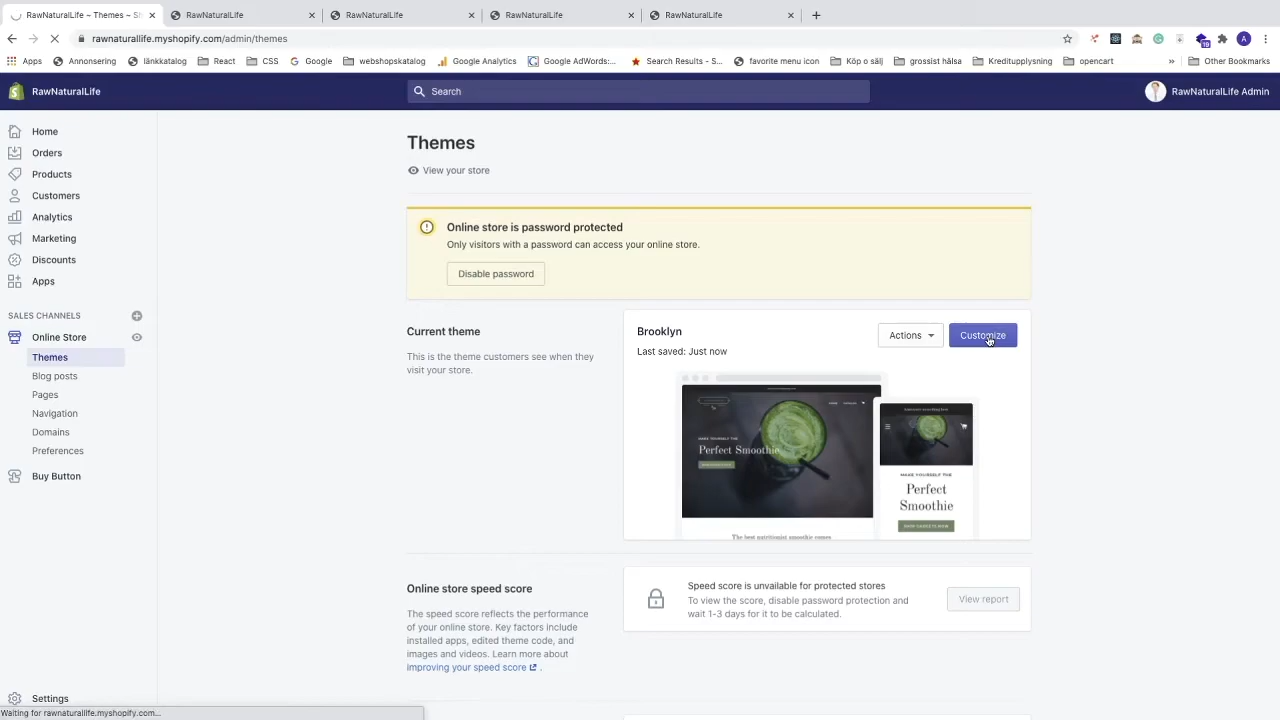 RawNaturalLife ~ Themes ~ S
RawNaturalLife
RawNaturalLife
RawNaturalLife
RawNaturalLife
rawnaturallife.myshopify.com/admin/themes
Apps
Annonsering
länkkatalog
React
CSS
Google
webshopskatalog
Google Analytics
Google AdWords:...
Search Results - S...
favorite menu icon
Köp o sälj
grossist hälsa
Kreditupplysning
opencart
»
Other Bookmarks
RawNaturalLife
Search
RawNaturalLife Admin
Home
Orders
Products
Customers
Analytics
Marketing
Discounts
Apps
SALES CHANNELS
Online Store
Themes
Blog posts
Pages
Navigation
Domains
Preferences
Buy Button
Settings
Waiting for rawnaturallife.myshopify.com...
Themes
View your store
Online store is password protected
Only visitors with a password can access your online store.
Disable password
Current theme
This is the theme customers see when they
visit your store.
Brooklyn
Last saved: Just now
Actions
Customize
MAKE YOURSELF THE
Perfect Smoothie
MAKE YOURSELF THE
Perfect
Smoothie
The best nutritionist smoothie comes
Online store speed score
The speed score reflects the performance
of your online store. Key factors include
installed apps, edited theme code, and
images and videos. Learn more about
improving your speed score .
Speed score is unvailable for protected stores
To view the score, disable password protection and
wait 1-3 days for it to be calculated.
View report